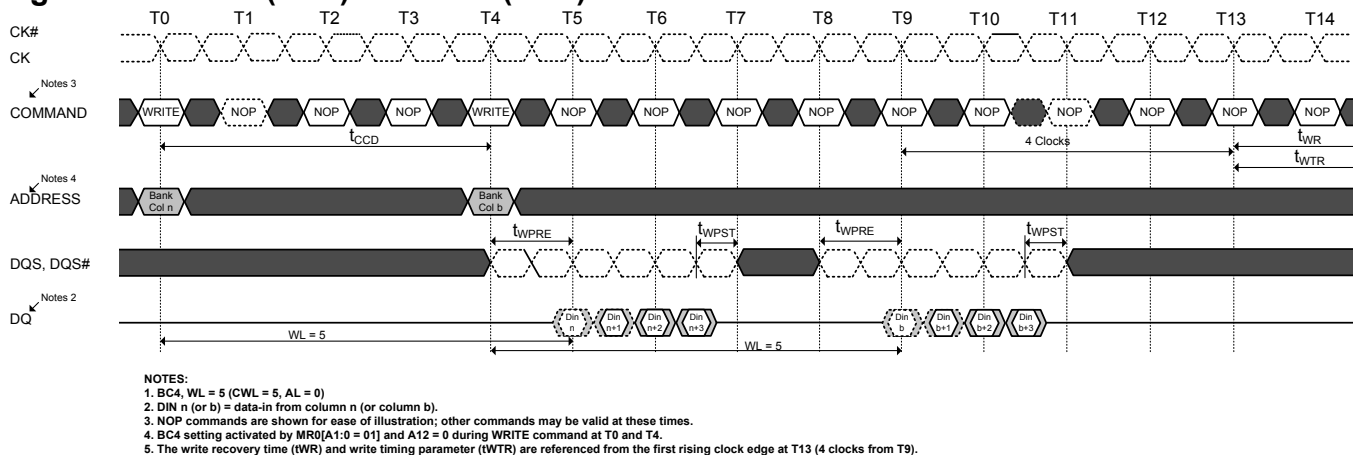 T0 T1 T2 T3 T4 T5 T6 T7 T8 T9 T10 T11 T12 T13 T14
CK#
CK
Notes 3
COMMAND
WRITE NOP NOP NOP WRITE NOP NOP NOP NOP NOP NOP NOP NOP NOP NOP
tCCD
4 Clocks
tWR
tWTR
Notes 4
ADDRESS
Bank Bank
Col n Col b
tWPRE tWPST tWPRE tWPST
DQS, DQS#
Notes 2
DQ
Din Din Din Din Din Din Din Din
n n+1 n+2 n+3 b b+1 b+2 b+3
WL = 5
WL = 5
NOTES:
1. BC4, WL = 5 (CWL = 5, AL = 0)
2. DIN n (or b) = data-in from column n (or column b).
3. NOP commands are shown for ease of illustration; other commands may be valid at these times.
4. BC4 setting activated by MR0[A1:0 = 01] and A12 = 0 during WRITE command at T0 and T4.
5. The write recovery time (tWR) and write timing parameter (tWTR) are referenced from the first rising clock edge at T13 (4 clocks from T9).